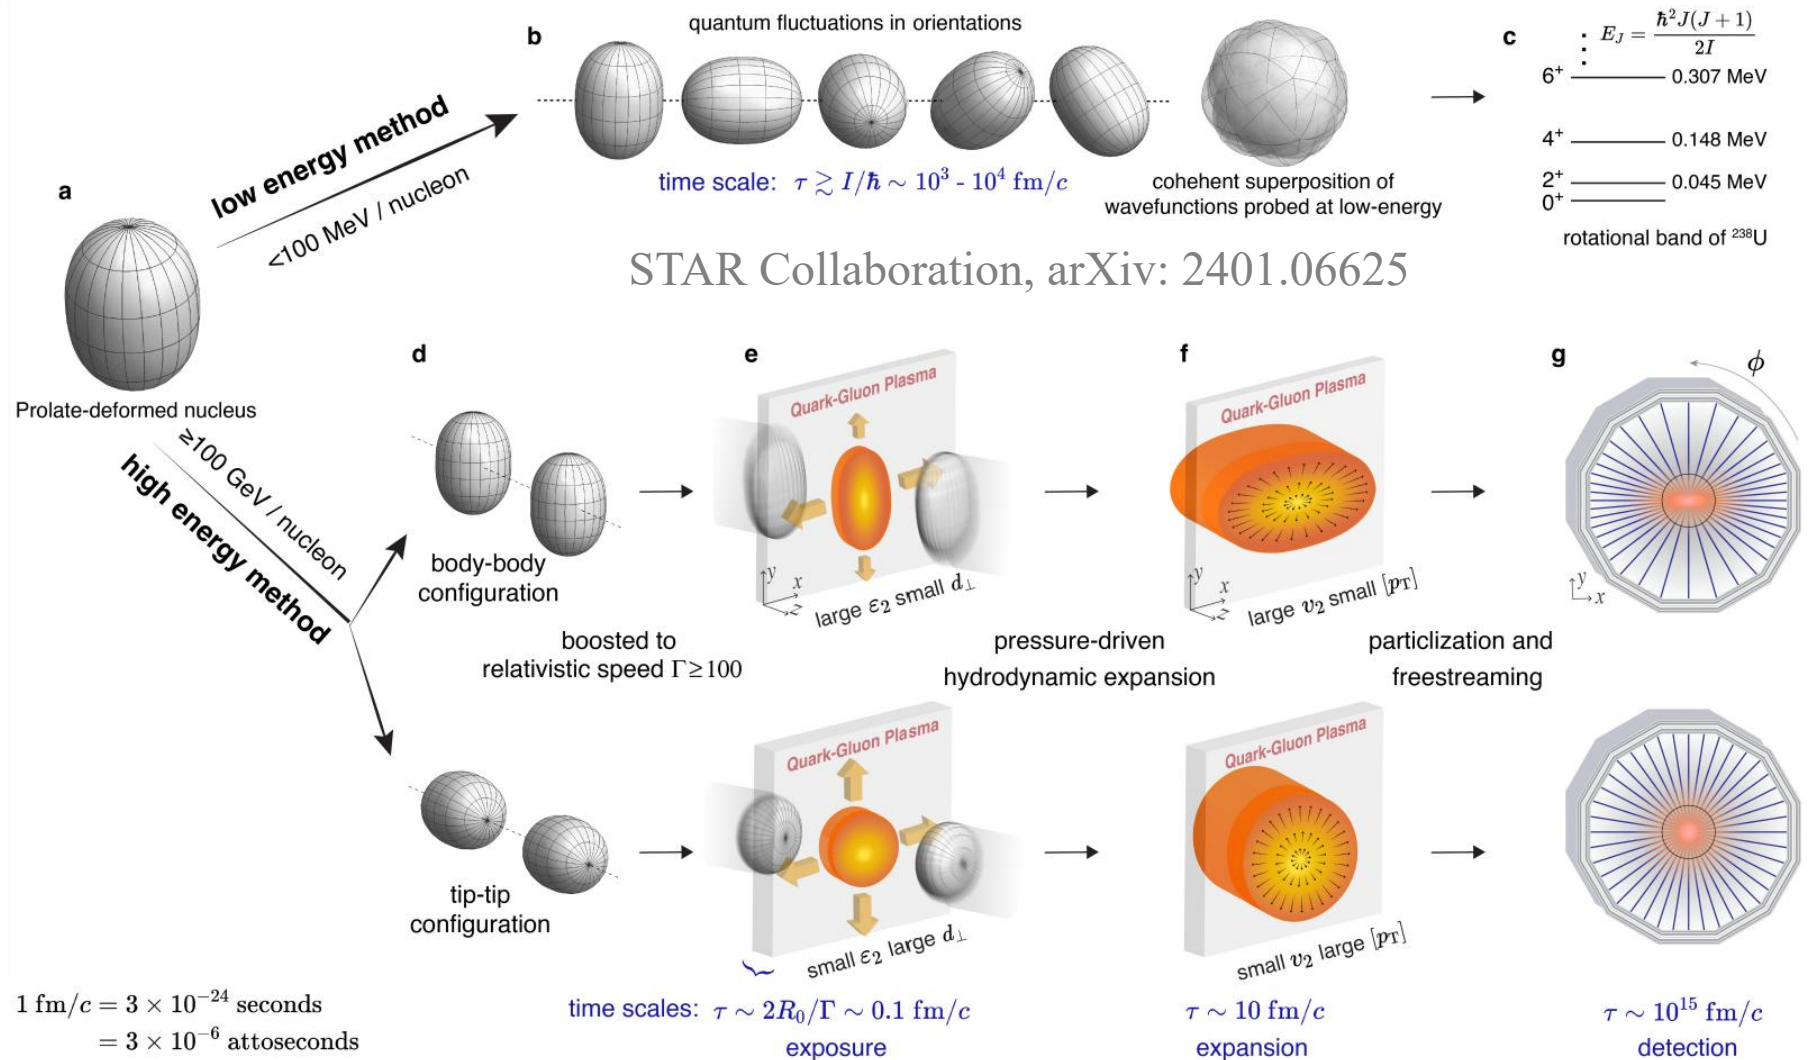 a
Prolate-deformed nucleus
low energy method
<100 MeV / nucleon
≥100 GeV / nucleon
high energy method
b
quantum fluctuations in orientations
time scale: τ ≳ I/ħ ~ 10³ - 10⁴ fm/c
cohehent superposition of
wavefunctions probed at low-energy
c
E_J = ħ²J(J + 1) / 2I
6⁺ 0.307 MeV
4⁺ 0.148 MeV
2⁺ 0.045 MeV
0⁺
rotational band of ²³⁸U
STAR Collaboration, arXiv: 2401.06625
d
body-body
configuration
boosted to
relativistic speed Γ≥100
tip-tip
configuration
e
Quark-Gluon Plasma
y
x
z
large ε₂ small d⊥
pressure-driven
hydrodynamic expansion
f
Quark-Gluon Plasma
y
x
z
large v₂ small [p_T]
particlization and
freestreaming
g
ϕ
y
x
Quark-Gluon Plasma
small ε₂ large d⊥
Quark-Gluon Plasma
small v₂ large [p_T]
1 fm/c = 3 × 10⁻²⁴ seconds
= 3 × 10⁻⁶ attoseconds
time scales: τ ~ 2R₀/Γ ~ 0.1 fm/c
exposure
τ ~ 10 fm/c
expansion
τ ~ 10¹⁵ fm/c
detection